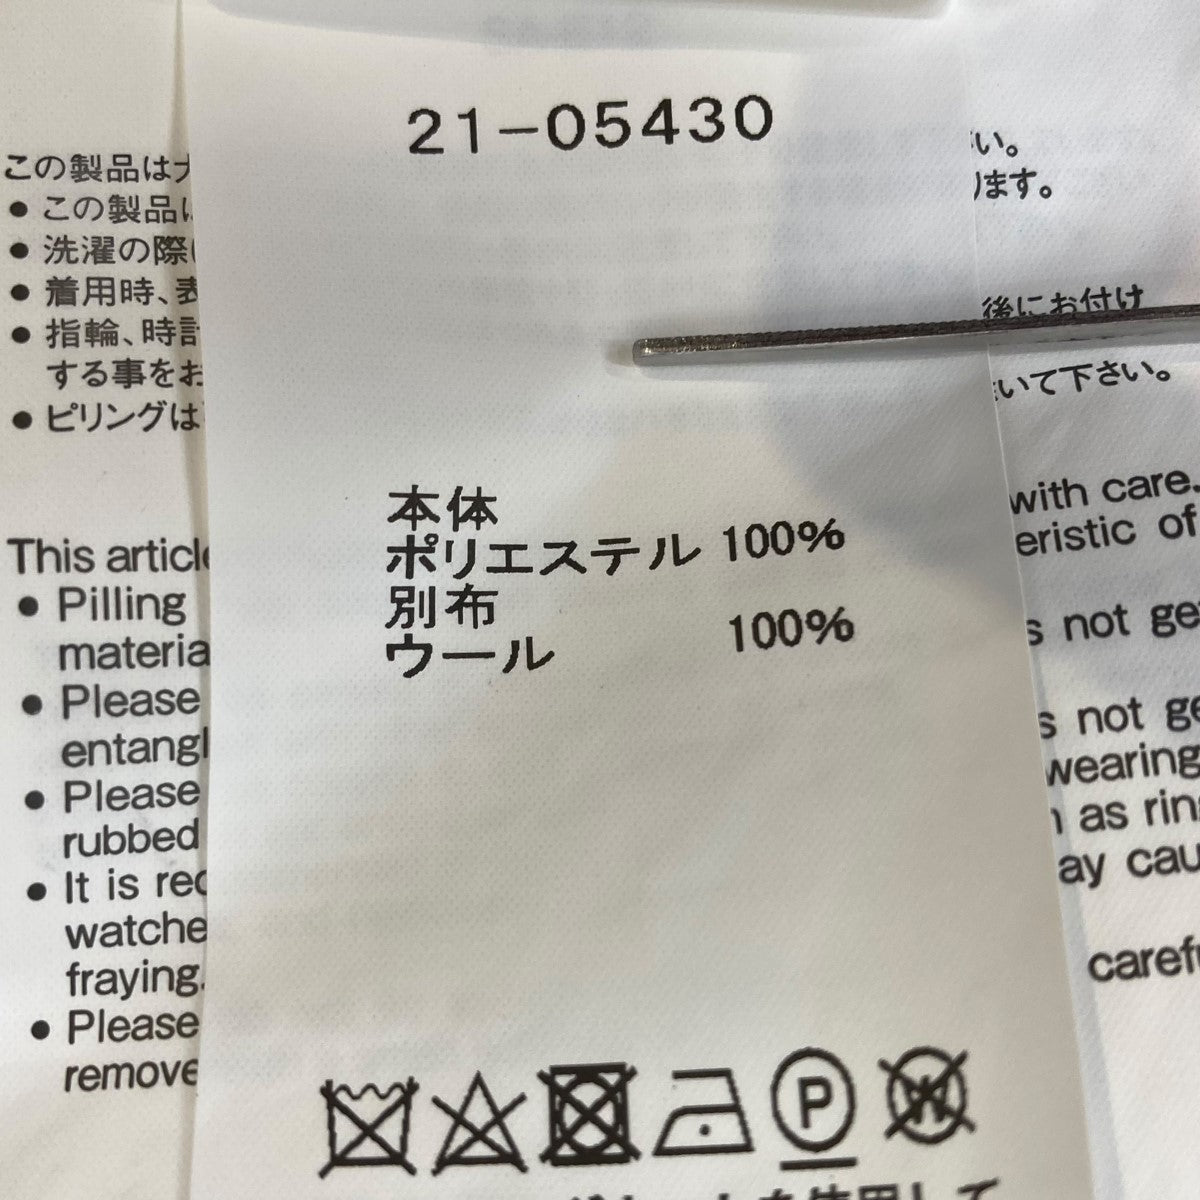 21-05430
本体
ポリエステル 100%
別布
ウール 100%
P
W
この製品は
この製品は
洗濯の際
着用時、表
指輪、時計
する事をお
ピリングは
This article
Pilling
materia
Please
entangl
Please
rubbed
It is rec
watche
fraying.
Please
remove
い。
ります。
後にお付け
いて下さい。
with care.
eristic of
s not ge
s not ge
wearing
as rin
ay cau
carefu